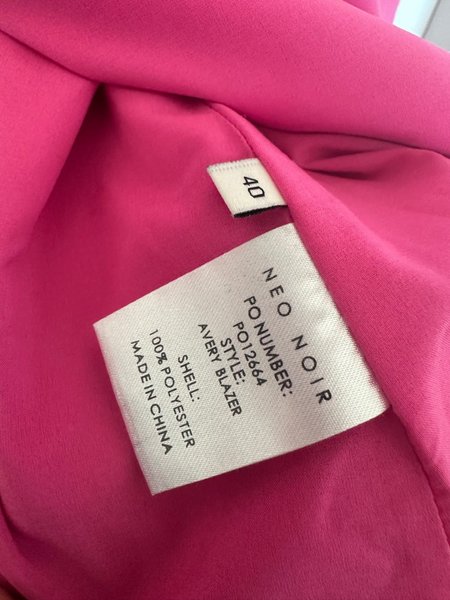 40
NEO NOIR
PO NUMBER:
PO12664
STYLE:
AVERY BLAZER
SHELL:
100% POLYESTER
MADE IN CHINA